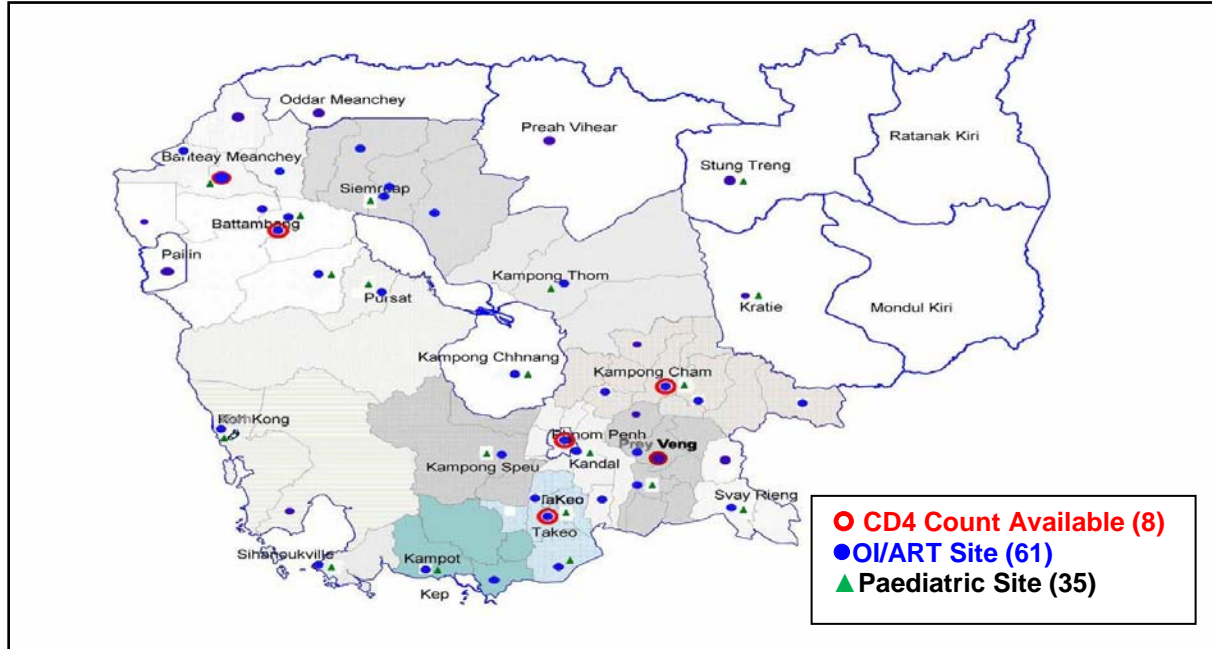 Oddar Meanchey
Preah Vihear
Ratanak Kiri
Stung Treng
Banteay Meanchey
Siemreap
Battambang
Pailin
Kampong Thom
Pursat
Kratie
Mondul Kiri
Kampong Chhnang
Kampong Cham
Koh Kong
Phnom Penh
Prey Veng
Kampong Speu
Kandal
TaKeo
Svay Rieng
Takeo
Sihanoukville
Kampot
Kep
CD4 Count Available (8)
OI/ART Site (61)
Paediatric Site (35)